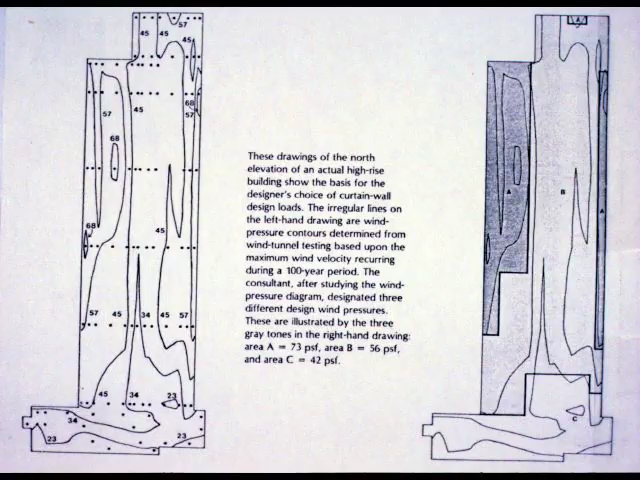 57
45
45
45
57
45
68
57
68
68
45
57
45
34
45
57
45
34
23
34
23
23
These drawings of the north
elevation of an actual high-rise
building show the basis for the
designer's choice of curtain-wall
design loads. The irregular lines on
the left-hand drawing are wind-
pressure contours determined from
wind-tunnel testing based upon the
maximum wind velocity recurring
during a 100-year period. The
consultant, after studying the wind-
pressure diagram, designated three
different design wind pressures.
These are illustrated by the three
gray tones in the right-hand drawing:
area A = 73 psf, area B = 56 psf,
and area C = 42 psf.
A
A
B
A
C